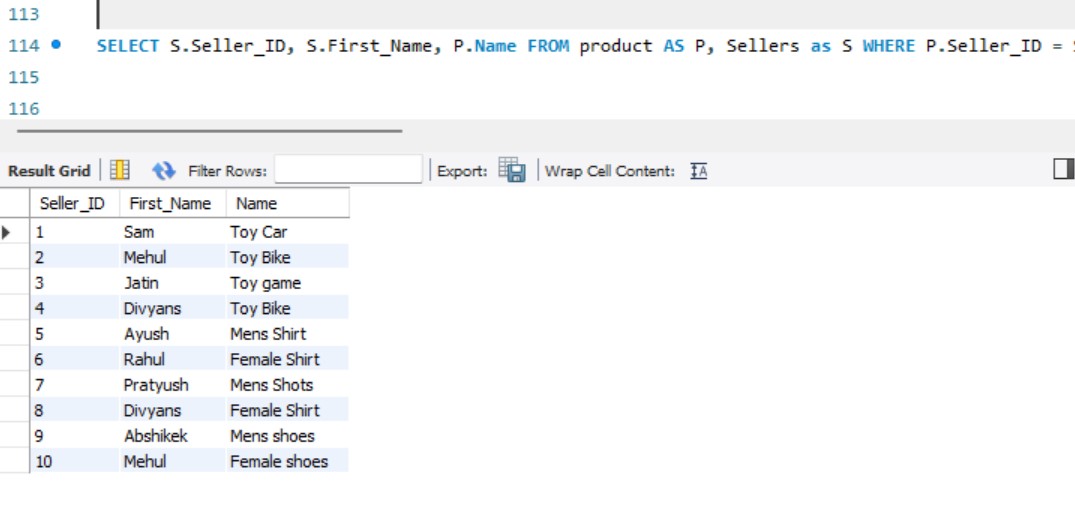 113
114 SELECT S.Seller_ID, S.First_Name, P.Name FROM product AS P, Sellers as S WHERE P.Seller_ID =
115
116
Result Grid Filter Rows: Export: Wrap Cell Content: IA
Seller_ID First_Name Name
1 Sam Toy Car
2 Mehul Toy Bike
3 Jatin Toy game
4 Divyans Toy Bike
5 Ayush Mens Shirt
6 Rahul Female Shirt
7 Pratyush Mens Shots
8 Divyans Female Shirt
9 Abshikek Mens shoes
10 Mehul Female shoes